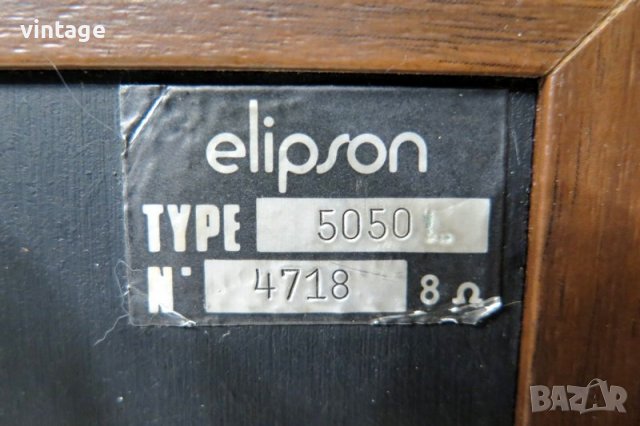 vintage
elipson
TYPE 5050 L
N° 4718 8 Ω
BAZAR